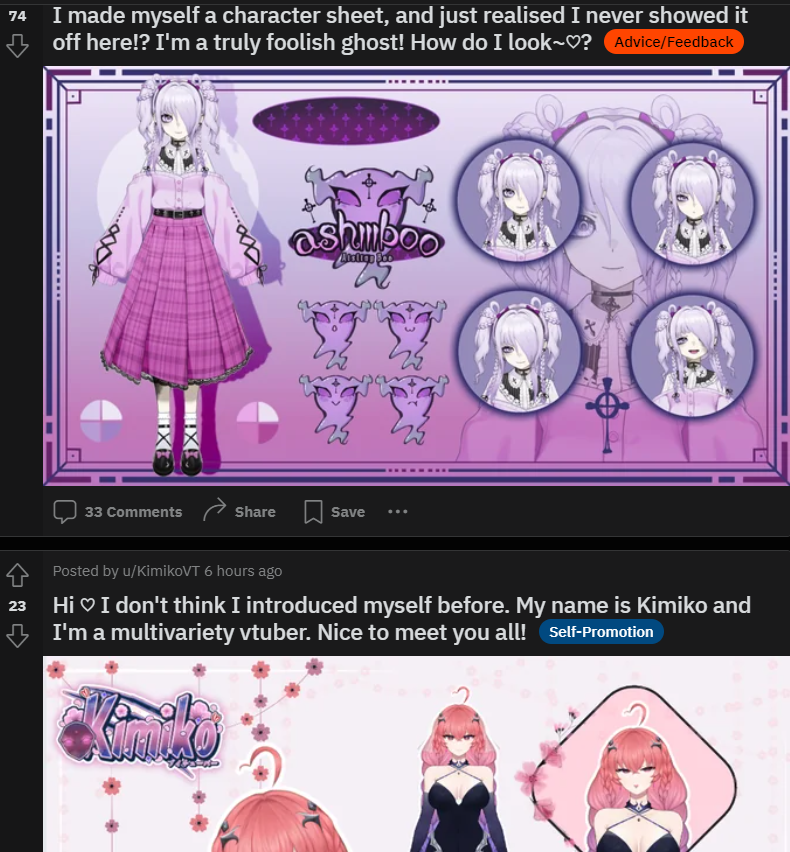 74
I made myself a character sheet, and just realised I never showed it
off here!? I'm a truly foolish ghost! How do I look~♡? Advice/Feedback
ashiiiboo
33 Comments Share Save
Posted by u/KimikoVT 6 hours ago
23
Hi ♡ I don't think I introduced myself before. My name is Kimiko and
I'm a multivariety vtuber. Nice to meet you all! Self-Promotion
Kimiko